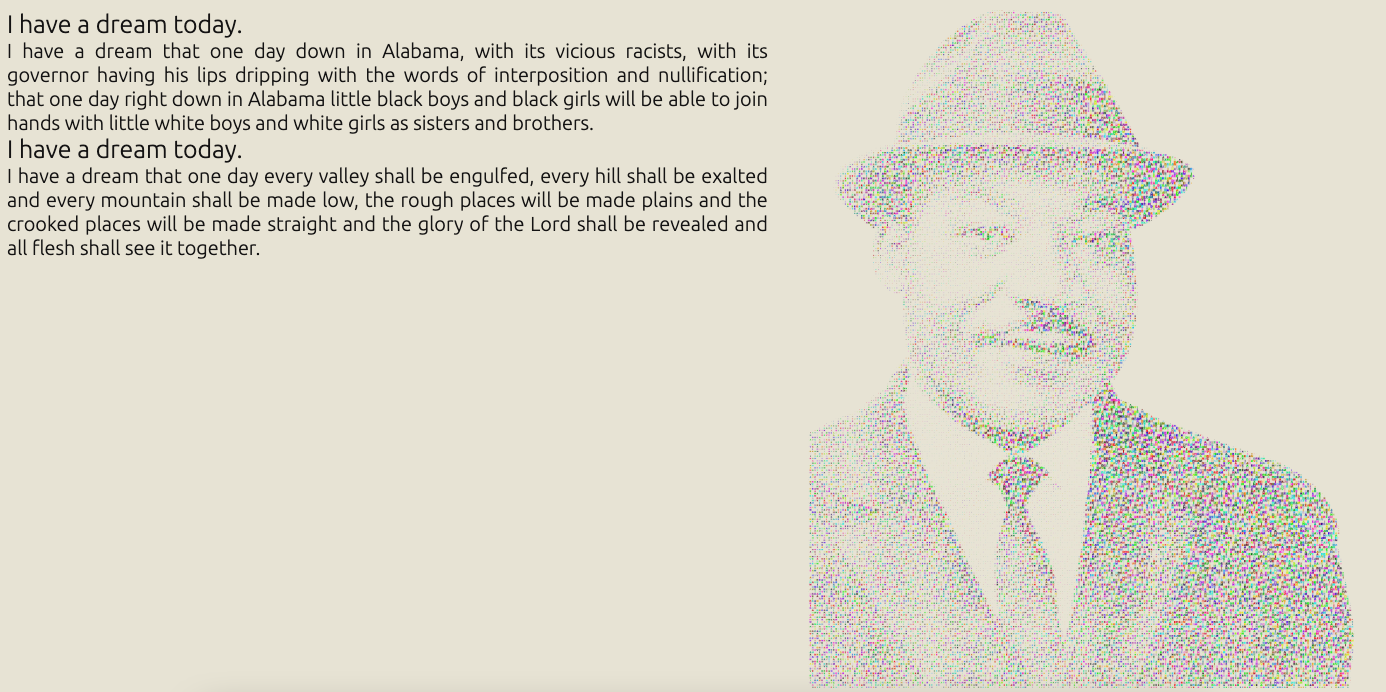 I have a dream today.
I have a dream that one day down in Alabama, with its vicious racists, with its
governor having his lips dripping with the words of interposition and nullification;
that one day right down in Alabama little black boys and black girls will be able to join
hands with little white boys and white girls as sisters and brothers.
I have a dream today.
I have a dream that one day every valley shall be engulfed, every hill shall be exalted
and every mountain shall be made low, the rough places will be made plains and the
crooked places will be made straight and the glory of the Lord shall be revealed and
all flesh shall see it together.